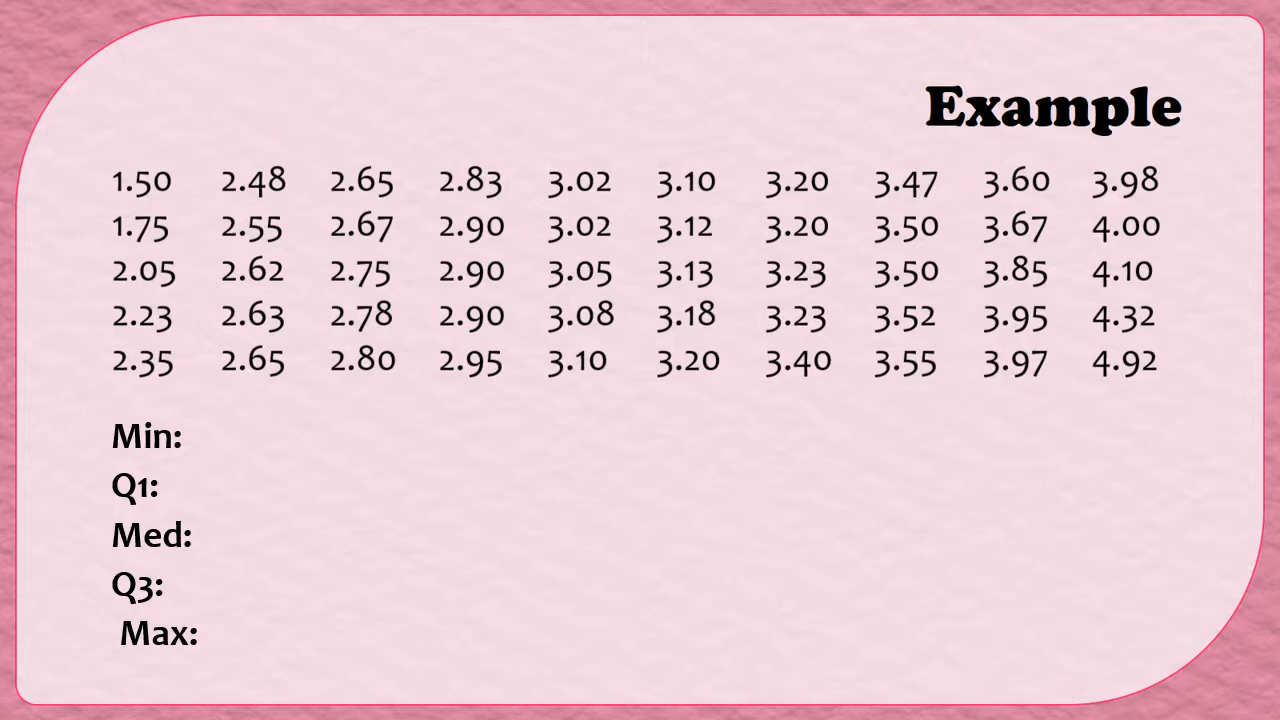 Example
1.50 2.48 2.65 2.83 3.02 3.10 3.20 3.47 3.60 3.98
1.75 2.55 2.67 2.90 3.02 3.12 3.20 3.50 3.67 4.00
2.05 2.62 2.75 2.90 3.05 3.13 3.23 3.50 3.85 4.10
2.23 2.63 2.78 2.90 3.08 3.18 3.23 3.52 3.95 4.32
2.35 2.65 2.80 2.95 3.10 3.20 3.40 3.55 3.97 4.92
Min:
Q1:
Med:
Q3:
Max: